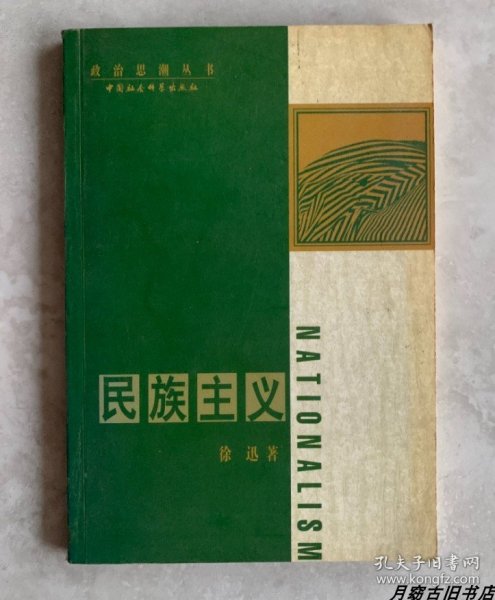 政治思潮丛书
中国社会科学出版社
NATIONALISM
民族主义
徐迅著
孔夫子旧书网
www.kongfz.com
月窈古旧书店